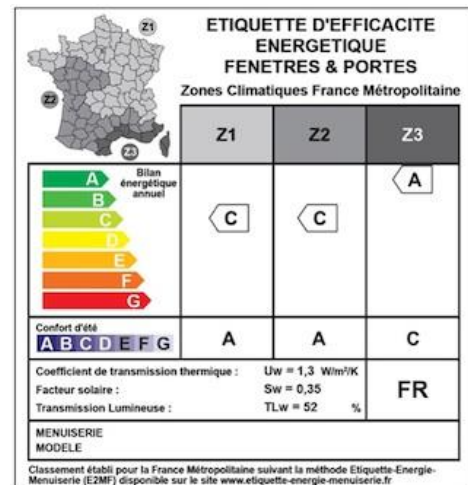 Z1
Z2
Z3
ETIQUETTE D'EFFICACITE
ENERGETIQUE
FENETRES & PORTES
Zones Climatiques France Métropolitaine
Z1 Z2 Z3
Bilan
énergétique
annuel
A
B
C
D
E
F
G
C C A
Confort d'été
A B C D E F G
A A C
Coefficient de transmission thermique : Uw = 1,3 W/m²/K
Facteur solaire : Sw = 0,35
Transmission Lumineuse : TLw = 52 %
FR
MENUISERIE
MODELE
Classement établi pour la France Métropolitaine suivant la méthode Etiquette-Energie-
Menuiserie (E2MF) disponible sur le site www.etiquette-energie-menuiserie.fr